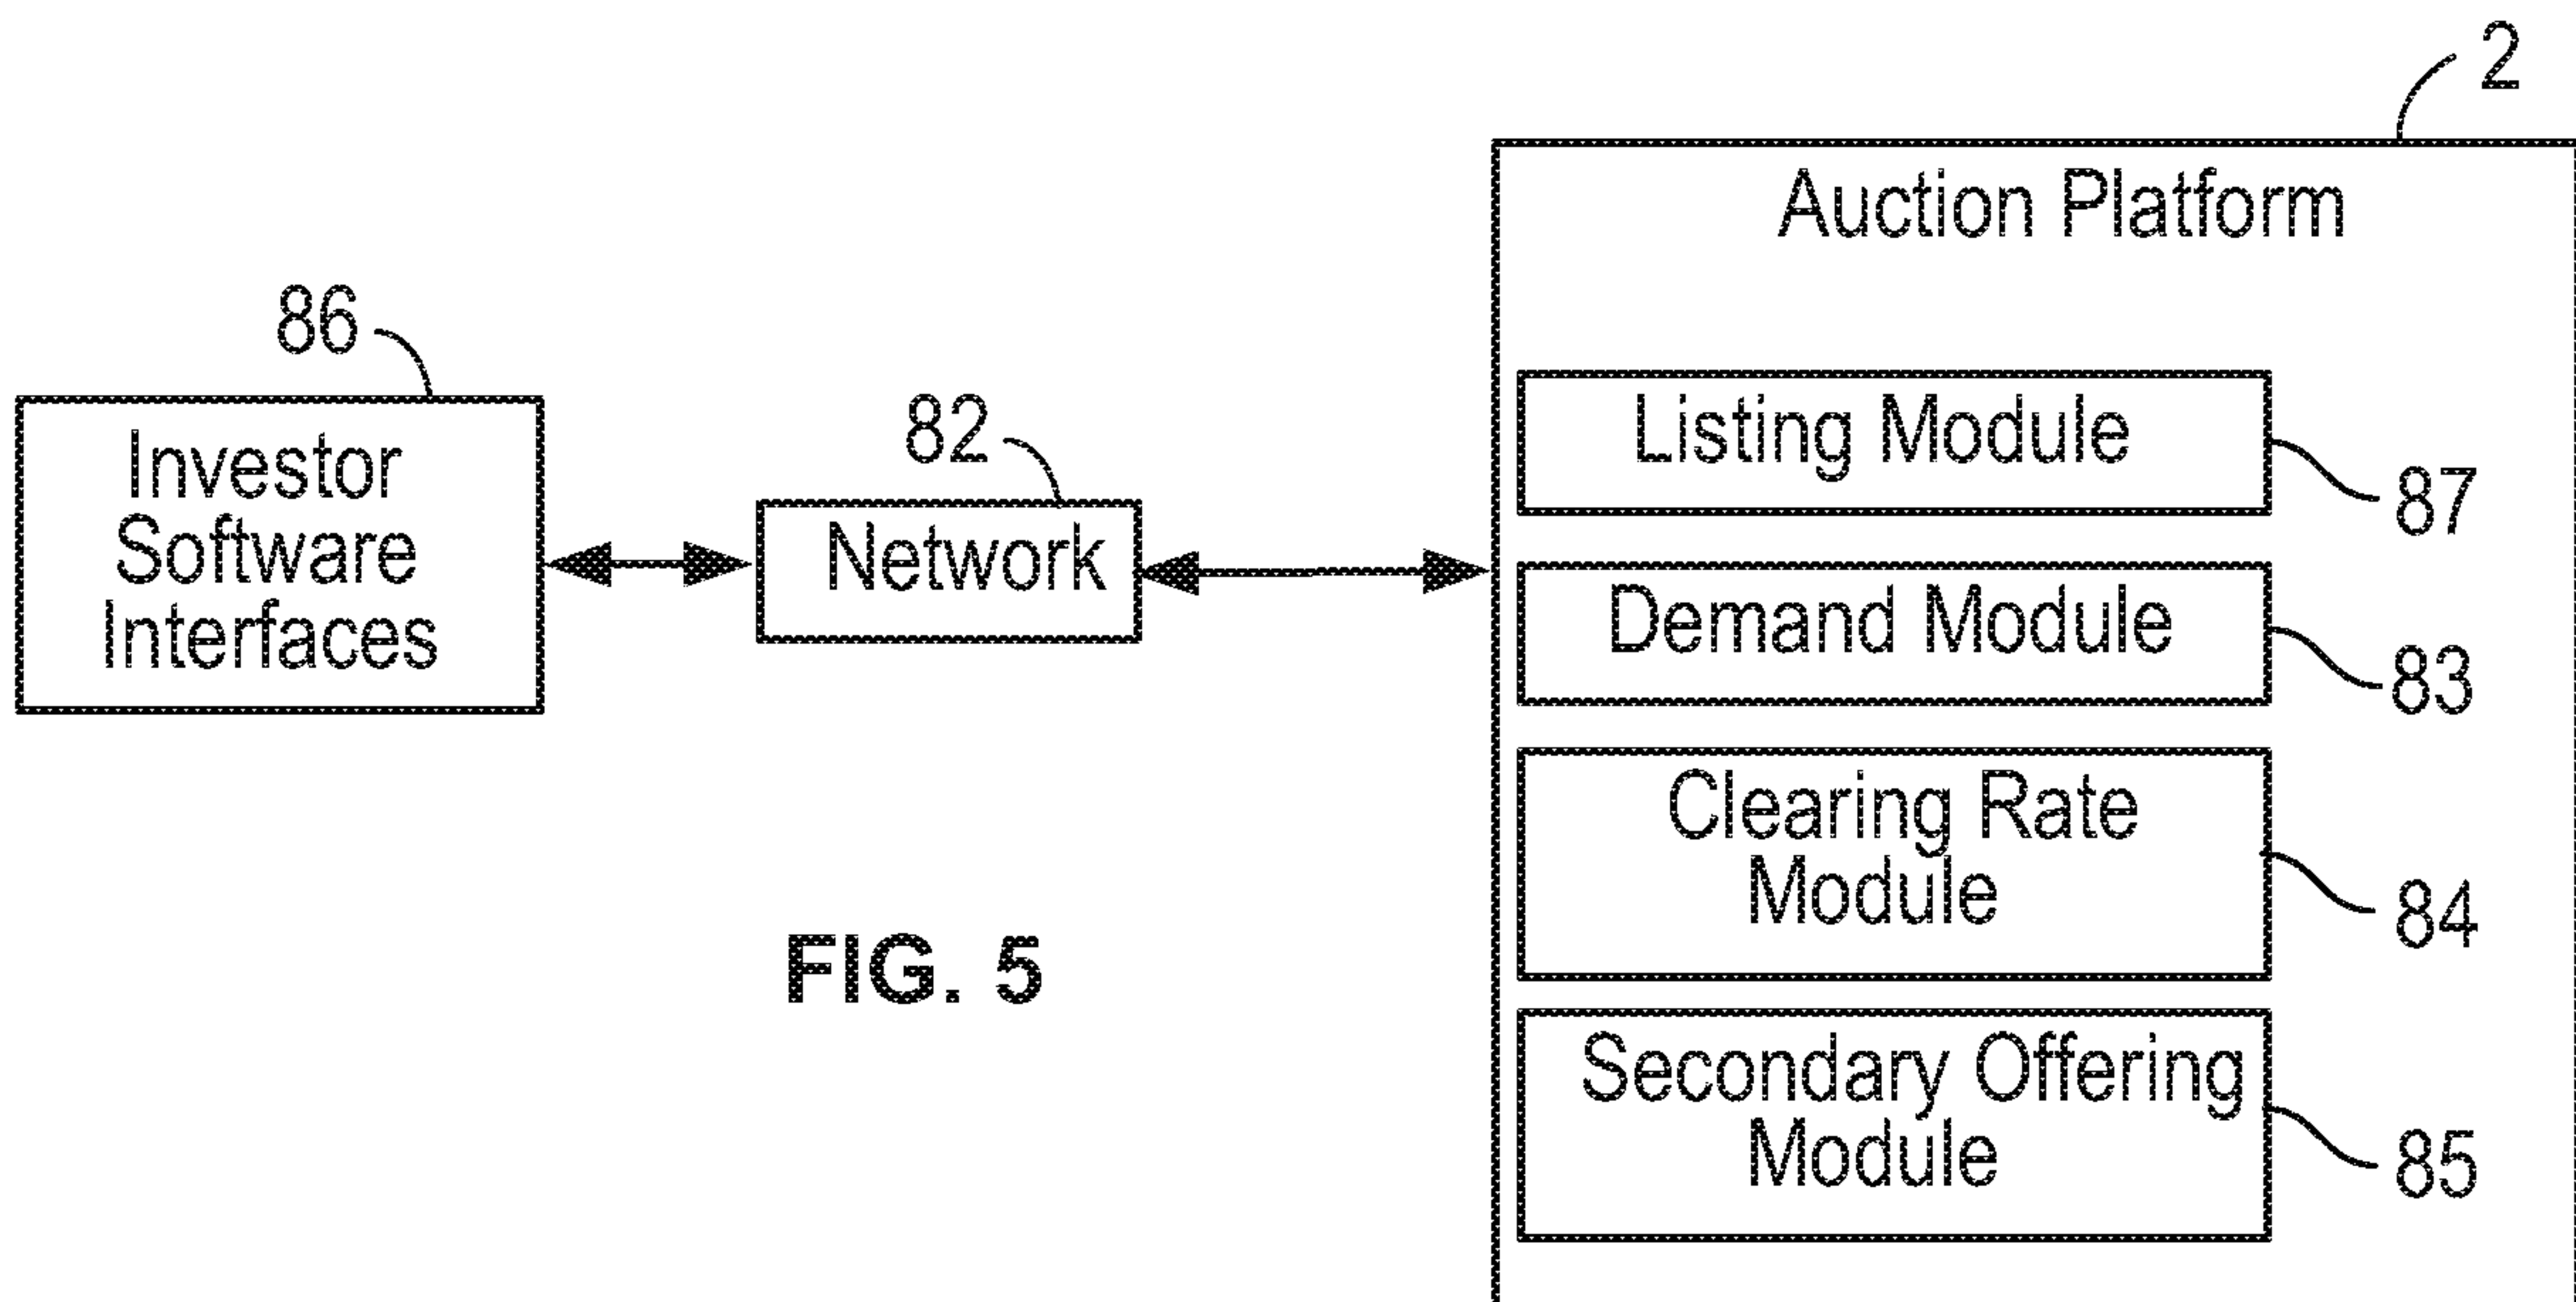 2
Auction Platform
86
Investor
Software
Interfaces
82
Network
Listing Module
87
Demand Module
83
Clearing Rate
Module
84
Secondary Offering
Module
85
FIG. 5